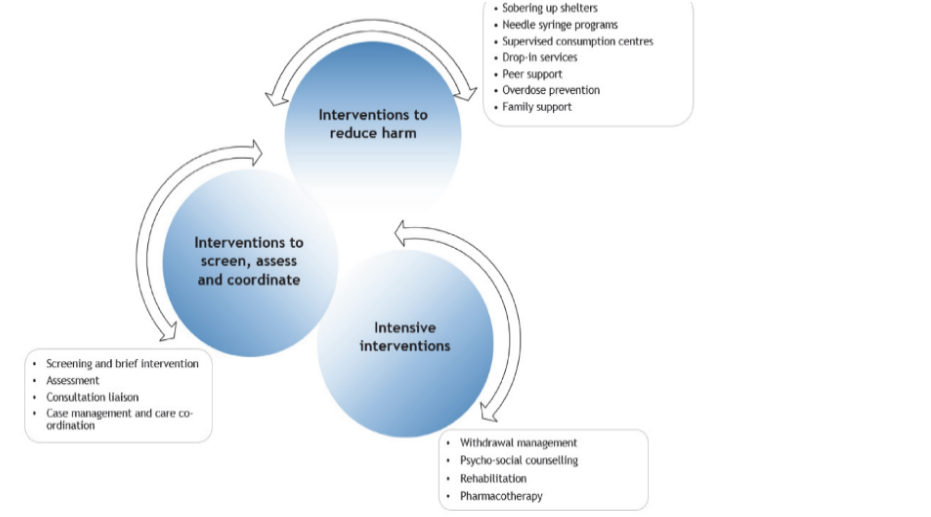 • Sobering up shelters
• Needle syringe programs
• Supervised consumption centres
• Drop-in services
• Peer support
• Overdose prevention
• Family support
Interventions to
reduce harm
Interventions to
screen, assess
and coordinate
Intensive
interventions
• Screening and brief intervention
• Assessment
• Consultation liaison
• Case management and care co-
ordination
• Withdrawal management
• Psycho-social counselling
• Rehabilitation
• Pharmacotherapy